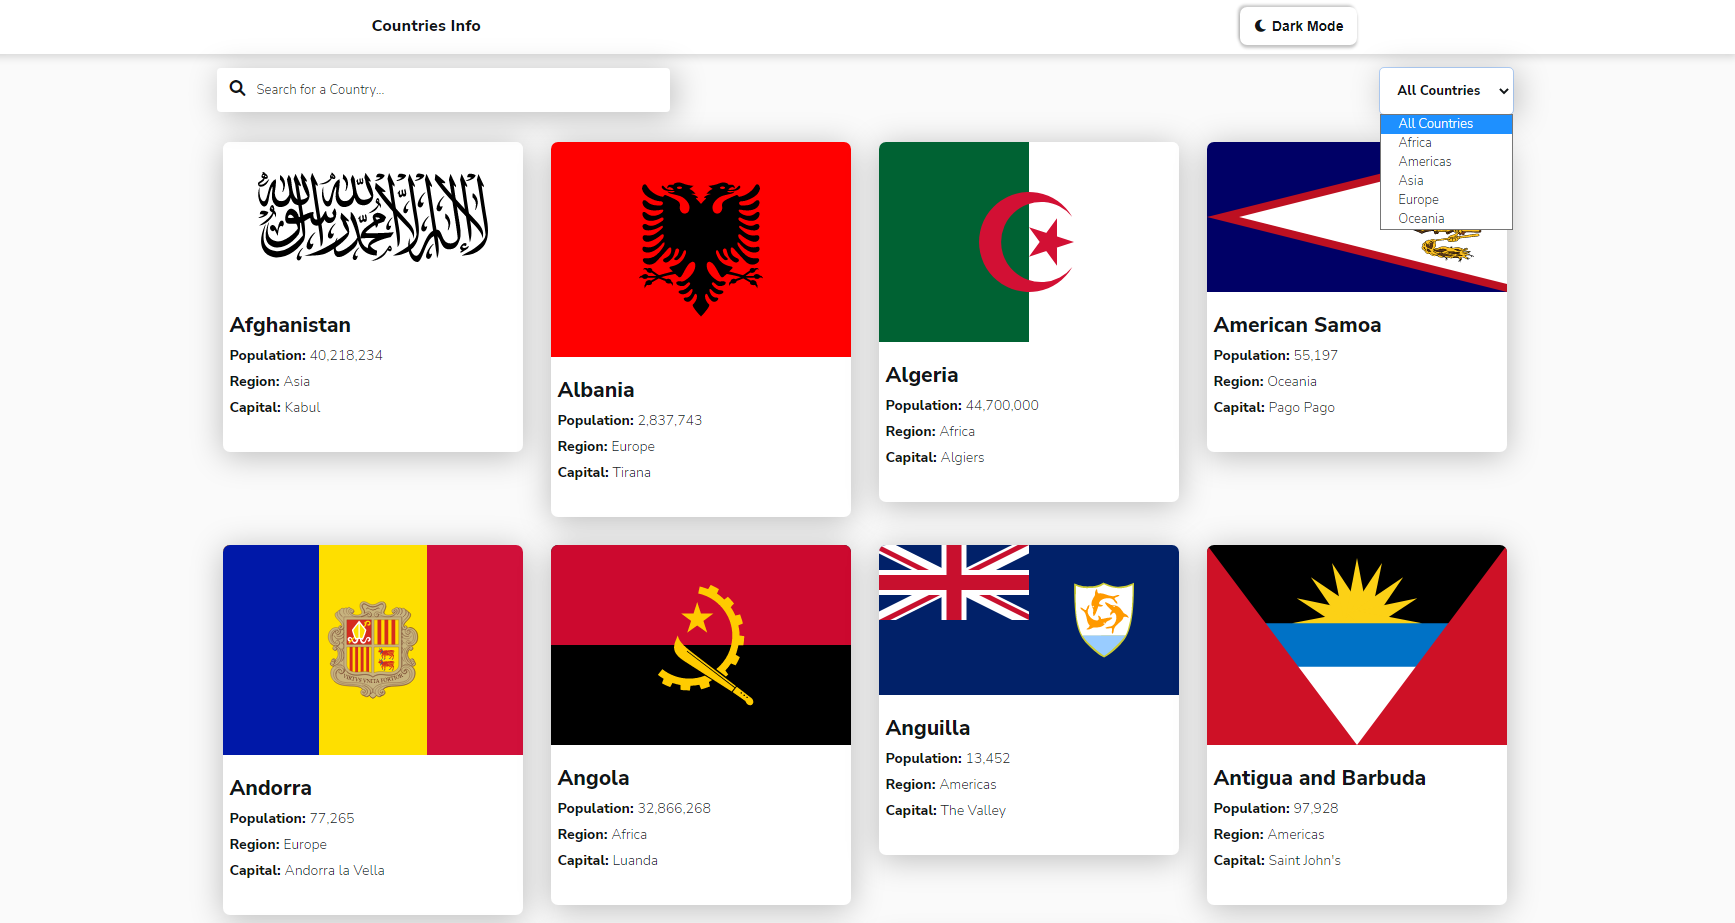 Countries Info
Dark Mode
Search for a Country...
All Countries
All Countries
Africa
Americas
Asia
Europe
Oceania
لا إله إلا الله محمد رسول الله
Afghanistan
Population: 40,218,234
Region: Asia
Capital: Kabul
Albania
Population: 2,837,743
Region: Europe
Capital: Tirana
Algeria
Population: 44,700,000
Region: Africa
Capital: Algiers
American Samoa
Population: 55,197
Region: Oceania
Capital: Pago Pago
VIRTVS VNITA FORTIOR
Andorra
Population: 77,265
Region: Europe
Capital: Andorra la Vella
Angola
Population: 32,866,268
Region: Africa
Capital: Luanda
Anguilla
Population: 13,452
Region: Americas
Capital: The Valley
Antigua and Barbuda
Population: 97,928
Region: Americas
Capital: Saint John's